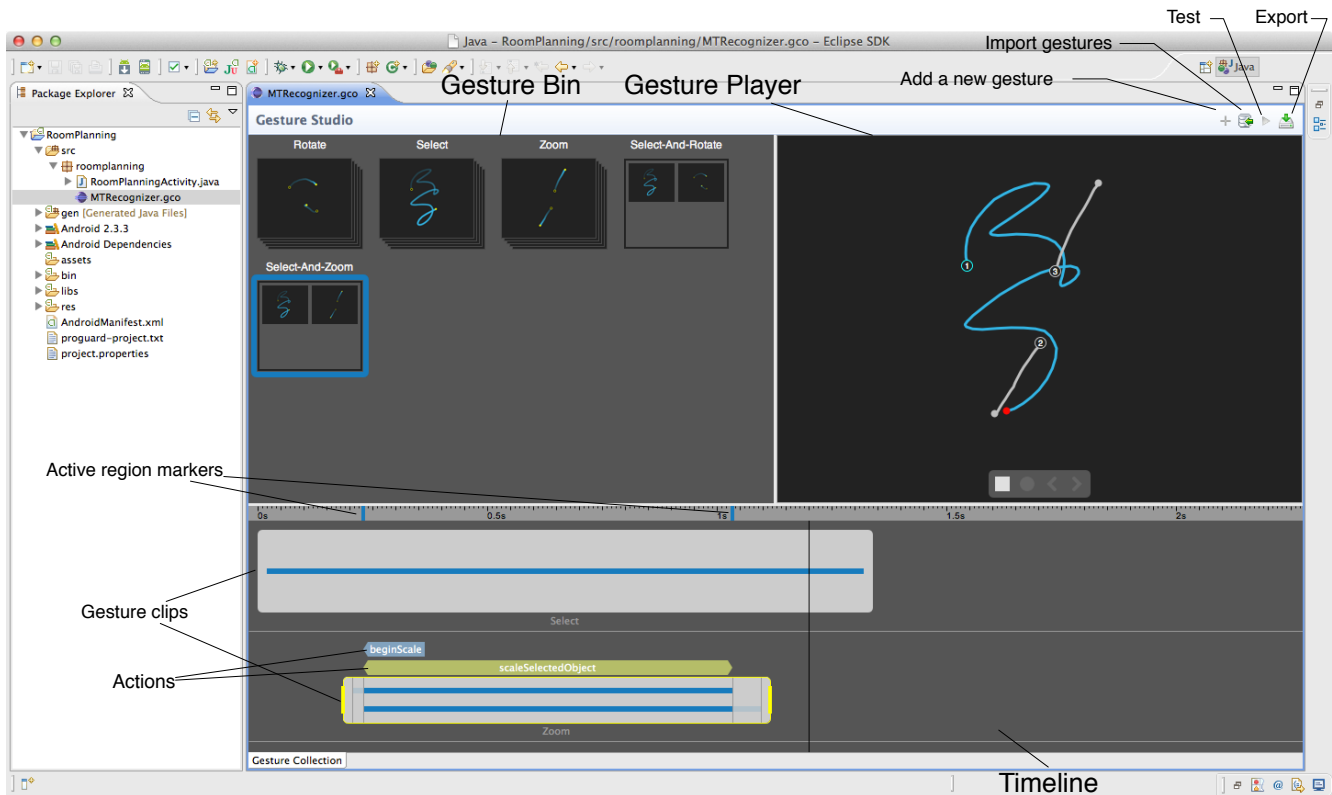 Test
Export
Java – RoomPlanning/src/roomplanning/MTRecognizer.gco – Eclipse SDK
Import gestures
Java
Add a new gesture
Gesture Bin
Gesture Player
Package Explorer
MTRecognizer.gco
Gesture Studio
RoomPlanning
src
roomplanning
RoomPlanningActivity.java
MTRecognizer.gco
gen [Generated Java Files]
Android 2.3.3
Android Dependencies
assets
bin
libs
res
AndroidManifest.xml
proguard-project.txt
project.properties
Rotate
Select
Zoom
Select-And-Rotate
Select-And-Zoom
1
3
2
Active region markers
0s
0.5s
1s
1.5s
2s
Gesture clips
Select
beginScale
scaleSelectedObject
Actions
Zoom
Gesture Collection
Timeline